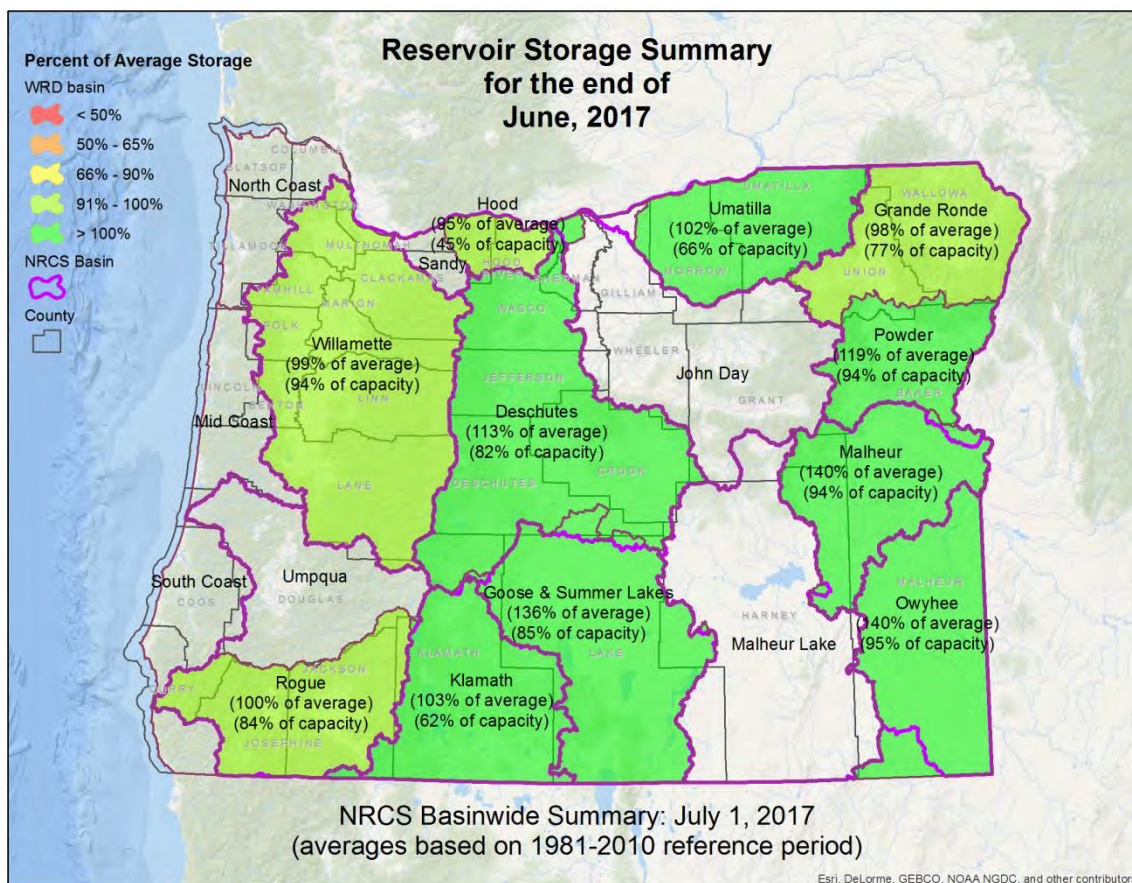 Reservoir Storage Summary
for the end of
June, 2017
Percent of Average Storage
WRD basin
< 50%
50% - 65%
66% - 90%
91% - 100%
> 100%
NRCS Basin
County
COLUMBIA
North Coast
WASHINGTON
TILLAMOOK
MULTNOMAH
CLACKAMAS
YAMHILL
MARION
POLK
Willamette
(99% of average)
(94% of capacity)
LINCOLN
BENTON
LINN
Mid Coast
LANE
Hood
(95% of average)
(45% of capacity)
HOOD
RIVER
Sandy
SHERMAN
WASCO
GILLIAM
JEFFERSON
WHEELER
Deschutes
(113% of average)
(82% of capacity)
CROOK
DESCHUTES
UMATILLA
Umatilla
(102% of average)
(66% of capacity)
MORROW
WALLOWA
Grande Ronde
(98% of average)
(77% of capacity)
UNION
John Day
GRANT
Powder
(119% of average)
(94% of capacity)
BAKER
Malheur
(140% of average)
(94% of capacity)
MALHEUR
Owyhee
(140% of average)
(95% of capacity)
HARNEY
Malheur Lake
Goose & Summer Lakes
(136% of average)
(85% of capacity)
LAKE
KLAMATH
Klamath
(103% of average)
(62% of capacity)
South Coast
COOS
Umpqua
DOUGLAS
CURRY
JACKSON
Rogue
(100% of average)
(84% of capacity)
JOSEPHINE
NRCS Basinwide Summary: July 1, 2017
(averages based on 1981-2010 reference period)
Esri, DeLorme, GEBCO, NOAA NGDC, and other contributors